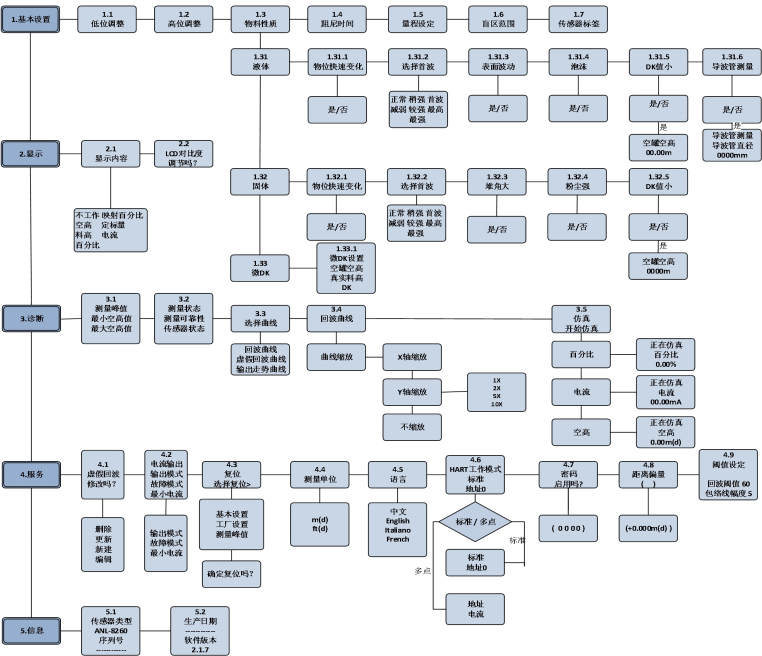 1.基本设置
1.1
低位调整
1.2
高位调整
1.3
物料性质
1.4
阻尼时间
1.5
量程设定
1.6
盲区范围
1.7
传感器标签
1.31
液体
1.31.1
物位快速变化
1.31.2
选择首波
1.31.3
表面波动
1.31.4
泡沫
1.31.5
DK值小
1.31.6
导波管测量
是/否
正常 稍强 首波
减弱 较强 最高
最强
是/否
是/否
是/否
是/否
是
是
空罐空高
00.00m
导波管测量
导波管直径
0000mm
2.显示
2.1
显示内容
2.2
LCD对比度
调节吗？
不工作 映射百分比
空高 定标量
料高 电流
百分比
1.32
固体
1.32.1
物位快速变化
1.32.2
选择首波
1.32.3
堆角大
1.32.4
粉尘强
1.32.5
DK值小
是/否
正常 稍强 首波
减弱 较强 最高
最强
是/否
是/否
是/否
是
空罐空高
0000m
1.33
微DK
1.33.1
微DK设置
空罐空高
真实料高
DK
3.诊断
3.1
测量峰值
最小空高值
最大空高值
3.2
测量状态
测量可靠性
传感器状态
3.3
选择曲线
3.4
回波曲线
3.5
仿真
开始仿真
回波曲线
虚假回波曲线
输出走势曲线
曲线缩放
X轴缩放
Y轴缩放
不缩放
1X
2X
5X
10X
百分比
正在仿真
百分比
0.00%
电流
正在仿真
电流
00.00mA
空高
正在仿真
空高
0.00m(d)
4.服务
4.1
虚假回波
修改吗？
4.2
电流输出
输出模式
故障模式
最小电流
4.3
复位
选择复位>
4.4
测量单位
4.5
语言
4.6
HART工作模式
标准
地址0
4.7
密码
启用吗?
4.8
距离偏量
( )
4.9
阈值设定
回波阈值 60
包络线幅度 5
删除
更新
新建
编辑
输出模式
故障模式
最小电流
基本设置
工厂设置
测量峰值
确定复位吗？
m(d)
ft(d)
中文
English
Italiano
French
标准 / 多点
标准
多点
标准
地址0
地址
电流
( 0 0 0 0 )
(+0.000m(d) )
5.信息
5.1
传感器类型
ANL-8260
序列号
------------
5.2
生产日期
------------
软件版本
2.1.7